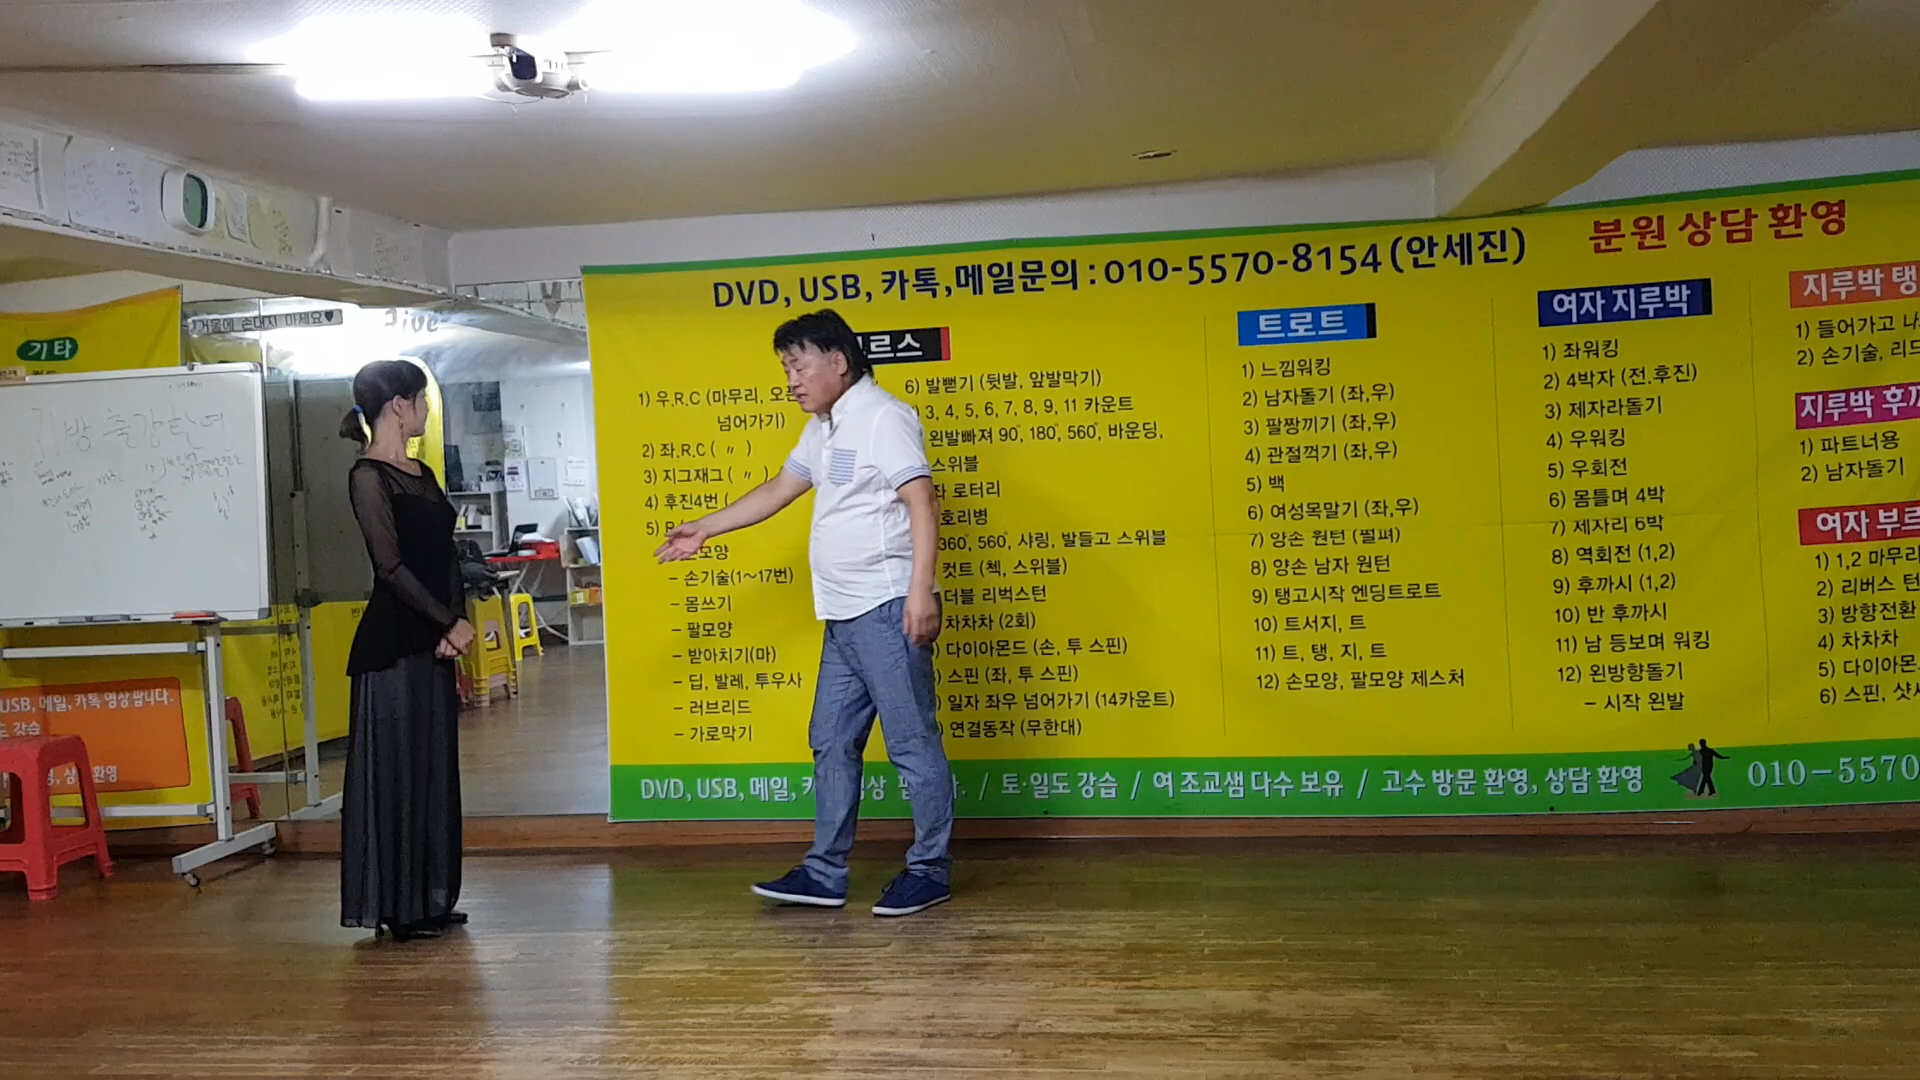 DVD, USB, 카톡,메일문의 : 010-5570-8154 (안세진)
분원 상담 환영
르스
1) 우.R.C (마무리, 오픈
넘어가기)
2) 좌.R.C ( 〃 )
3) 지그재그 ( 〃 )
4) 후진4번 (
5) R
모양
- 손기술(1~17번)
- 몸쓰기
- 팔모양
- 받아치기(마)
- 딥, 발레, 투우사
- 러브리드
- 가로막기
6) 발뻗기 (뒷발, 앞발막기)
) 3, 4, 5, 6, 7, 8, 9, 11 카운트
왼발빠져 90°, 180°, 560°, 바운딩,
스위블
좌 로터리
호리병
360°, 560°, 샤링, 발들고 스위블
컷트 (첵, 스위블)
더블 리벅스턴
차차차 (2회)
) 다이아몬드 (손, 투 스핀)
) 스핀 (좌, 투 스핀)
) 일자 좌우 넘어가기 (14카운트)
) 연결동작 (무한대)
트로트
1) 느낌워킹
2) 남자돌기 (좌,우)
3) 팔짱끼기 (좌,우)
4) 관절꺽기 (좌,우)
5) 백
6) 여성목말기 (좌,우)
7) 양손 원턴 (펼펴)
8) 양손 남자 원턴
9) 탱고시작 엔딩트로트
10) 트서지, 트
11) 트, 탱, 지, 트
12) 손모양, 팔모양 제스처
여자 지루박
1) 좌워킹
2) 4박자 (전.후진)
3) 제자라돌기
4) 우워킹
5) 우회전
6) 몸틀며 4박
7) 제자리 6박
8) 역회전 (1,2)
9) 후까시 (1,2)
10) 반 후까시
11) 남 등보며 워킹
12) 왼방향돌기
- 시작 왼발
지루박 탱
1) 들어가고 나
2) 손기술, 리드
지루박 후까
1) 파트너용
2) 남자돌기
여자 부르
1) 1,2 마무리
2) 리버스 턴
3) 방향전환
4) 차차차
5) 다이아몬
6) 스핀, 샷
DVD, USB, 메일, 카 영상 / 토·일도 강습 / 여 조교샘 다수 보유 / 고수 방문 환영, 상담 환영
010-5570
기타
거울에 손대지 마세요♥
방 출강환영
USB, 메일, 카톡 영상 팝니다.
도 강습
환영